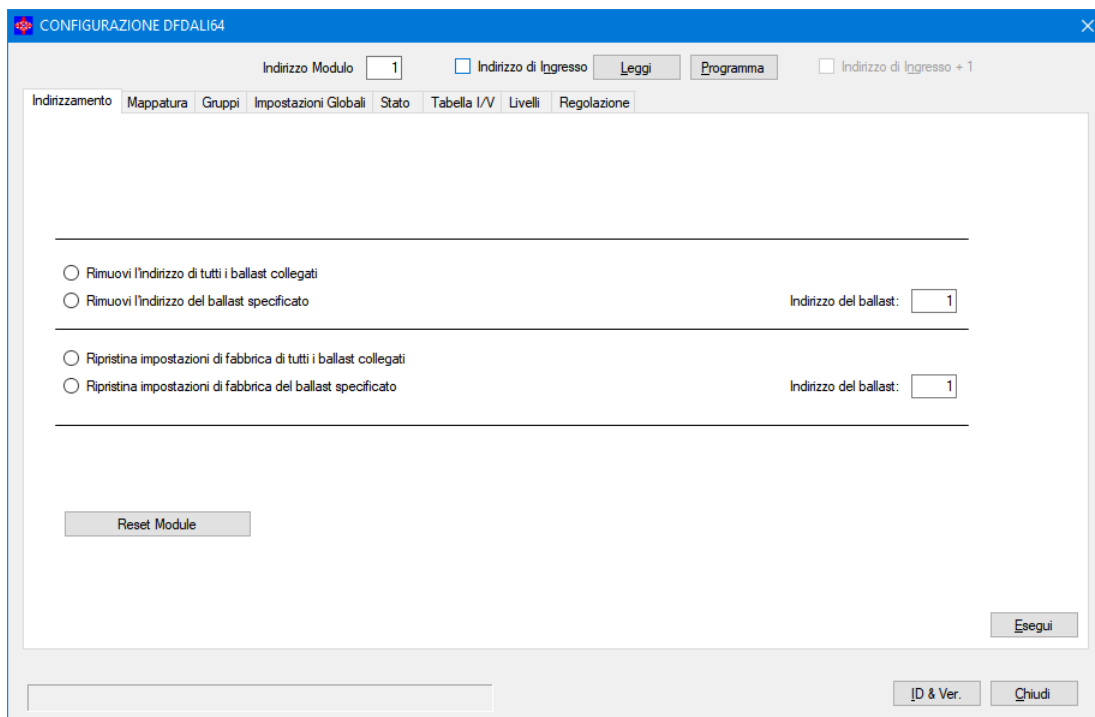 CONFIGURAZIONE DFDALI64
Indirizzo Modulo 1 Indirizzo di Ingresso Leggi Programma Indirizzo di Ingresso + 1
Indirizzamento Mappatura Gruppi Impostazioni Globali Stato Tabella I/V Livelli Regolazione
Rimuovi l'indirizzo di tutti i ballast collegati
Rimuovi l'indirizzo del ballast specificato Indirizzo del ballast: 1
Ripristina impostazioni di fabbrica di tutti i ballast collegati
Ripristina impostazioni di fabbrica del ballast specificato Indirizzo del ballast: 1
Reset Module
Esegui
ID & Ver. Chiudi